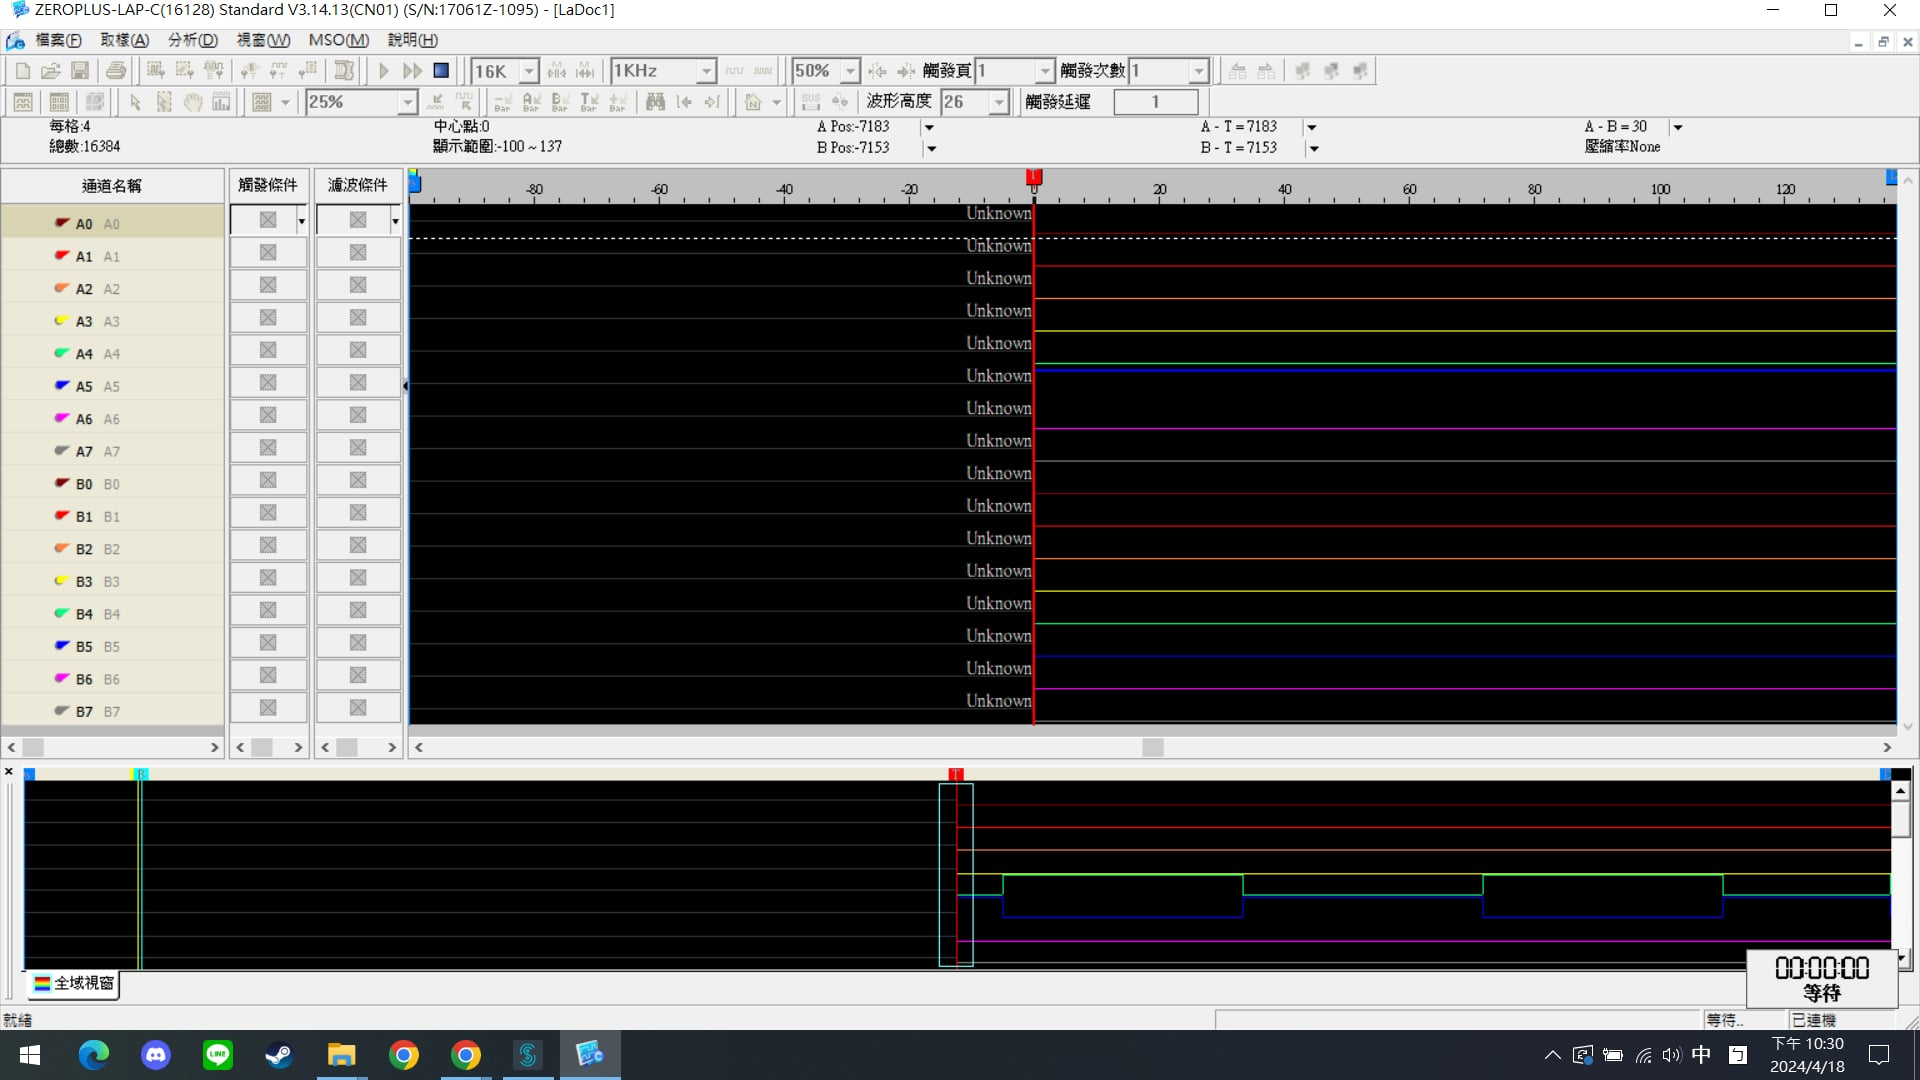 ZEROPLUS-LAP-C(16128) Standard V3.14.13(CN01) (S/N:17061Z-1095) - [LaDoc1]
檔案(F) 取樣(A) 分析(D) 視窗(W) MSO(M) 說明(H)
16K 1KHz 50% 觸發頁 1 觸發次數 1
25% Bar Bar Bar Bar Bar BUS 波形高度 26 觸發延遲 1
每格:4 中心點:0 A Pos:-7183 A - T = 7183 A - B = 30
總數:16384 顯示範圍:-100 ~ 137 B Pos:-7153 B - T = 7153 壓縮率None
通道名稱 觸發條件 濾波條件 -80 -60 -40 -20 T 0 20 40 60 80 100 120
A0 A0 Unknown
A1 A1 Unknown
A2 A2 Unknown
A3 A3 Unknown
A4 A4 Unknown
A5 A5 Unknown
A6 A6 Unknown
A7 A7 Unknown
B0 B0 Unknown
B1 B1 Unknown
B2 B2 Unknown
B3 B3 Unknown
B4 B4 Unknown
B5 B5 Unknown
B6 B6 Unknown
B7 B7 Unknown
B T
全域視窗
00:00:00
等待
就緒 等待.. 已連機
LINE 中 下午 10:30
2024/4/18